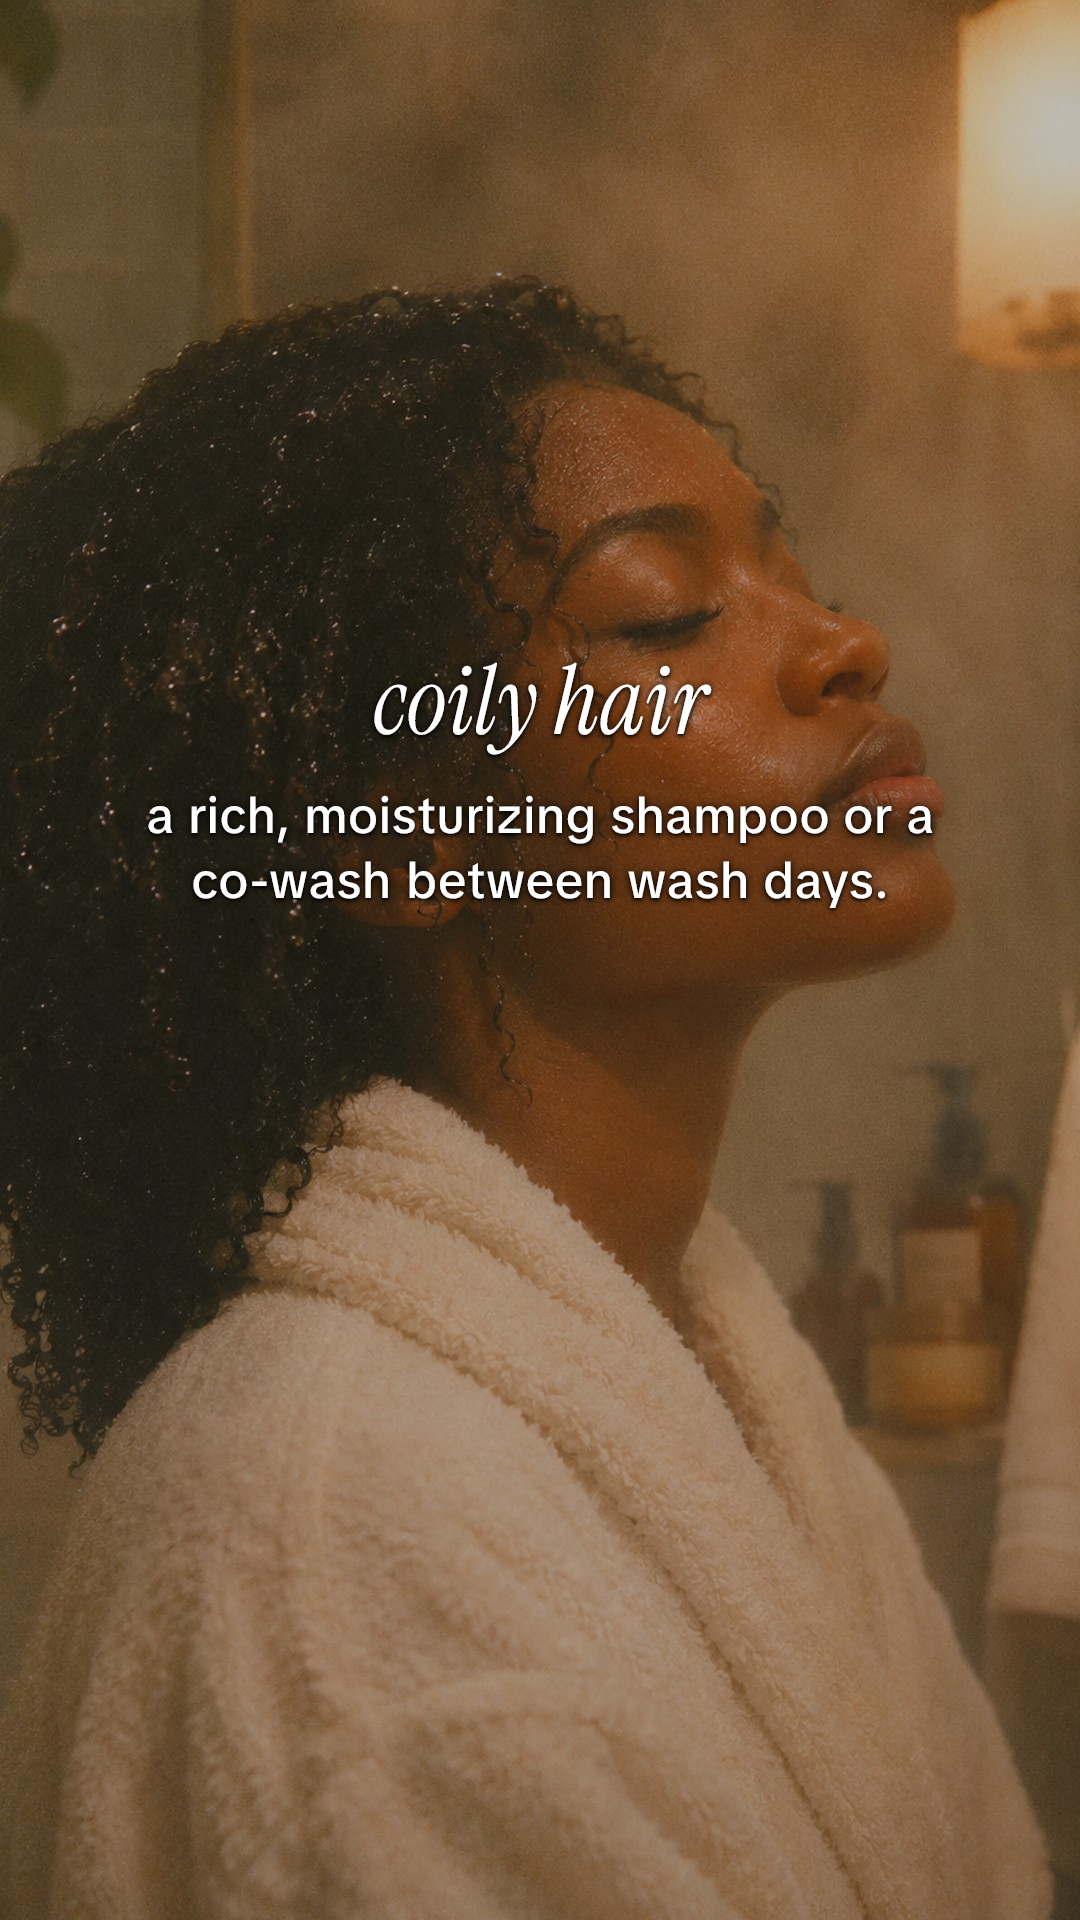 coily hair
a rich, moisturizing shampoo or a
co-wash between wash days.